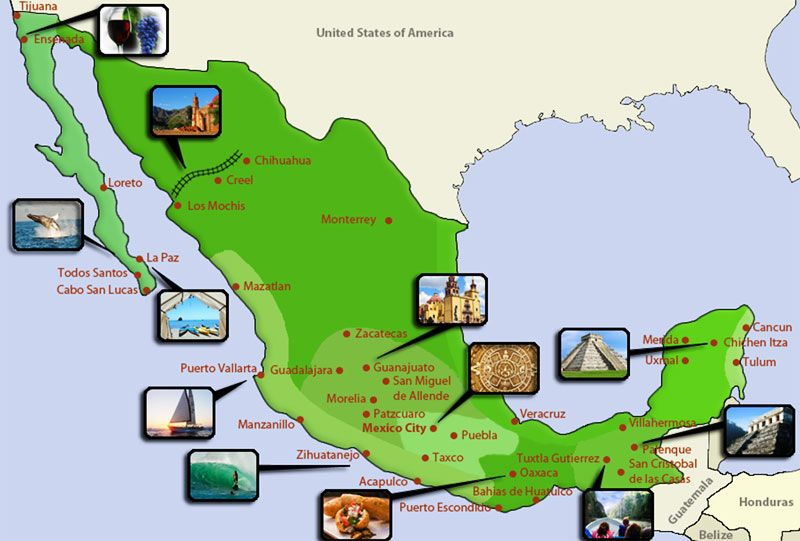 Tijuana
Ensenada
United States of America
Chihuahua
Creel
Loreto
Los Mochis
Monterrey
La Paz
Todos Santos
Cabo San Lucas
Mazatlan
Zacatecas
Cancun
Merida
Chichen Itza
Uxmal
Tulum
Puerto Vallarta
Guadalajara
Guanajuato
San Miguel
de Allende
Morelia
Patzcuaro
Manzanillo
Mexico City
Veracruz
Puebla
Villahermosa
Zihuatanejo
Taxco
Tuxtla Gutierrez
Palenque
San Cristobal
de las Casas
Oaxaca
Acapulco
Bahias de Huatulco
Puerto Escondido
Guatemala
Honduras
Belize